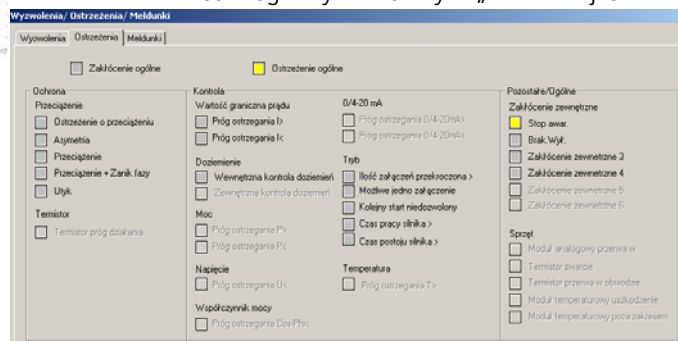 Wyzwolenia/ Ostrzeżenia/ Meldunki
Wyzwolenia Ostrzeżenia Meldunki
Zakłócenie ogólne Ostrzeżenie ogólne
Ochrona
Przeciążenie
Ostrzeżenie o przeciążeniu
Asymetria
Przeciążenie
Przeciążenie + Zanik fazy
Utyk
Termistor
Termistor próg działania
Kontrola
Wartość graniczna prądu
Próg ostrzegania I>
Próg ostrzegania I<
Doziemienie
Wewnętrzna kontrola doziemień
Zewnętrzna kontrola doziemień
Moc
Próg ostrzegania P>
Próg ostrzegania P<
Napięcie
Próg ostrzegania U<
Współczynnik mocy
Próg ostrzegania Cos-Phi<
0/4-20 mA
Próg ostrzegania 0/4-20mA>
Próg ostrzegania 0/4-20mA<
Tryb
Ilość załączeń przekroczona >
Możliwe jedno załączenie
Kolejny start niedozwolony
Czas pracy silnika >
Czas postoju silnika >
Temperatura
Próg ostrzegania T>
Pozostałe/Ogólne
Zakłócenie zewnętrzne
Stop awar.
Brak Wył.
Zakłócenie zewnetrzne 3
Zakłócenie zewnetrzne 4
Zakłócenie zewnetrzne 5
Zakłócenie zewnetrzne 6
Sprzęt
Moduł analogowy przerwa w
Termistor zwarcie
Termistor przerwa w obwodzie
Moduł temperaturowy uszkodzenie
Moduł temperaturowy poza zakresem